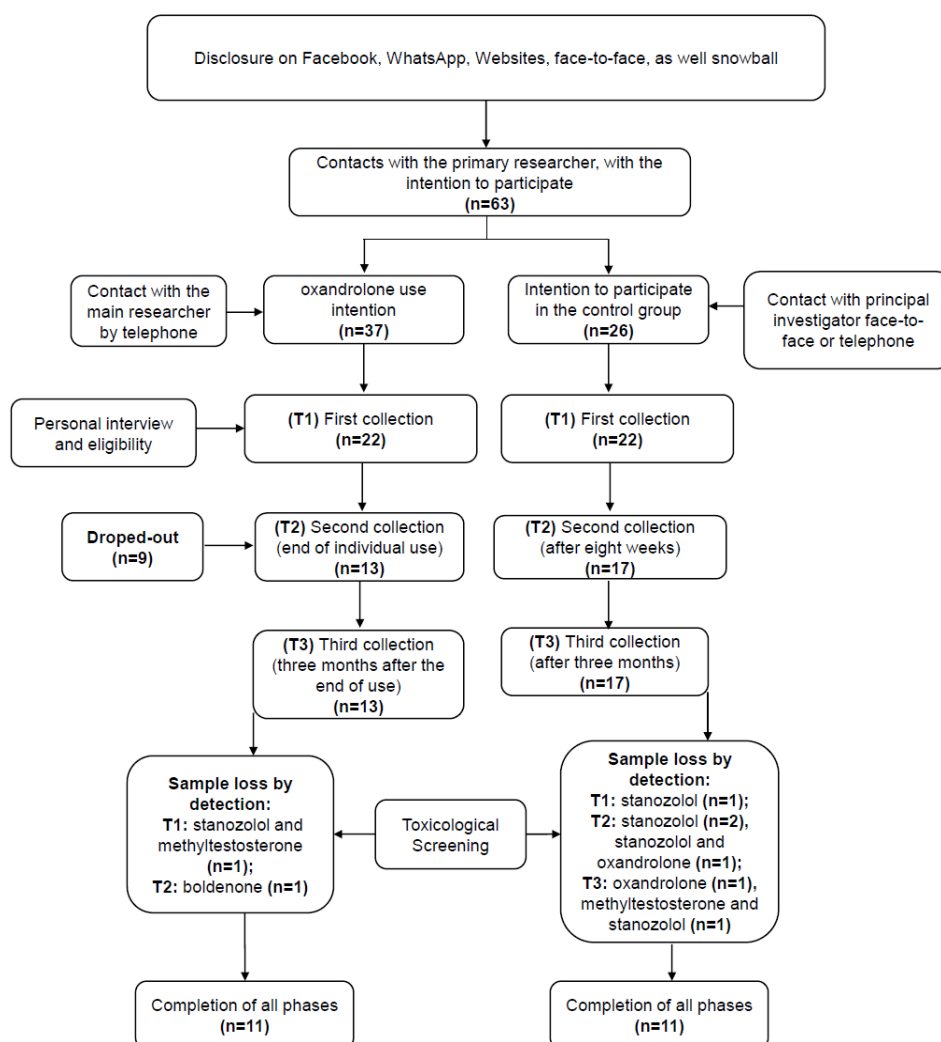 Disclosure on Facebook, WhatsApp, Websites, face-to-face, as well snowball
Contacts with the primary researcher, with the
intention to participate
(n=63)
Contact with the
main researcher
by telephone
oxandrolone use
intention
(n=37)
Intention to participate
in the control group
(n=26)
Contact with principal
investigator face-to-
face or telephone
Personal interview
and eligibility
(T1) First collection
(n=22)
(T1) First collection
(n=22)
Droped-out
(n=9)
(T2) Second collection
(end of individual use)
(n=13)
(T2) Second collection
(after eight weeks)
(n=17)
(T3) Third collection
(three months after the
end of use)
(n=13)
(T3) Third collection
(after three months)
(n=17)
Sample loss by
detection:
T1: stanozolol and
methyltestosterone
(n=1);
T2: boldenone (n=1)
Toxicological
Screening
Sample loss by
detection:
T1: stanozolol (n=1);
T2: stanozolol (n=2),
stanozolol and
oxandrolone (n=1);
T3: oxandrolone (n=1),
methyltestosterone and
stanozolol (n=1)
Completion of all phases
(n=11)
Completion of all phases
(n=11)